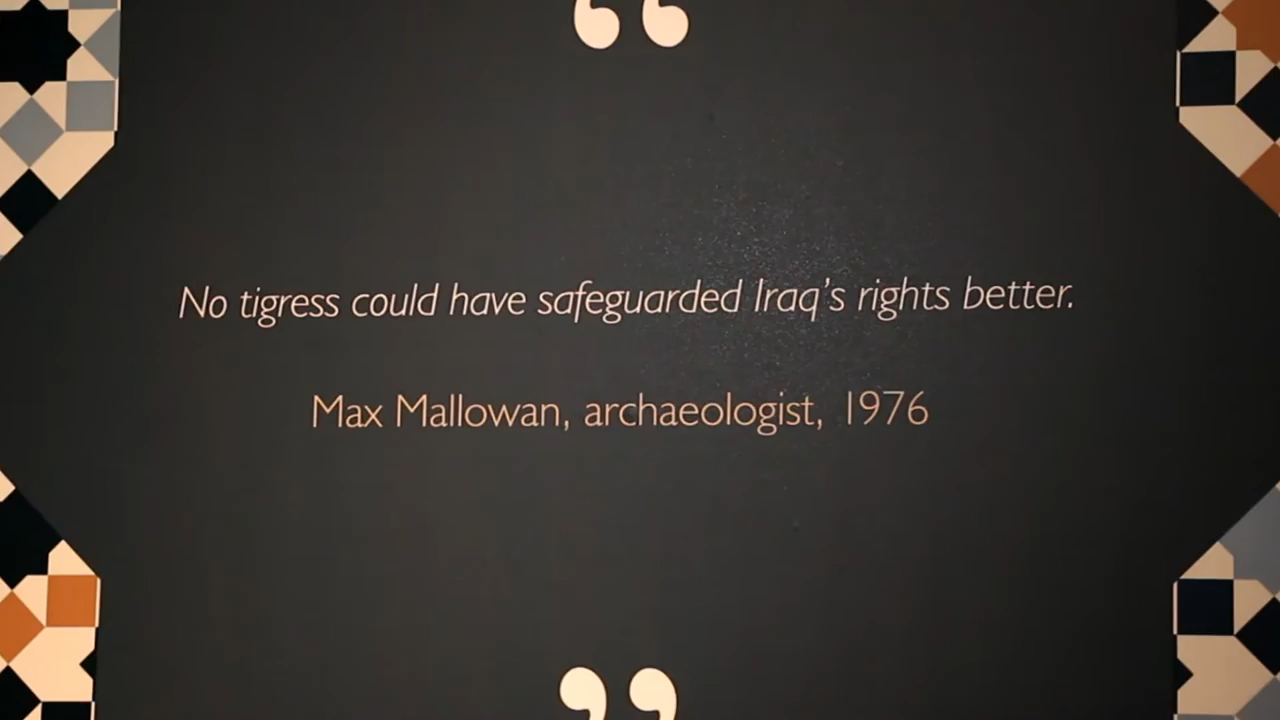 “
No tigress could have safeguarded Iraq’s rights better.
Max Mallowan, archaeologist, 1976
”